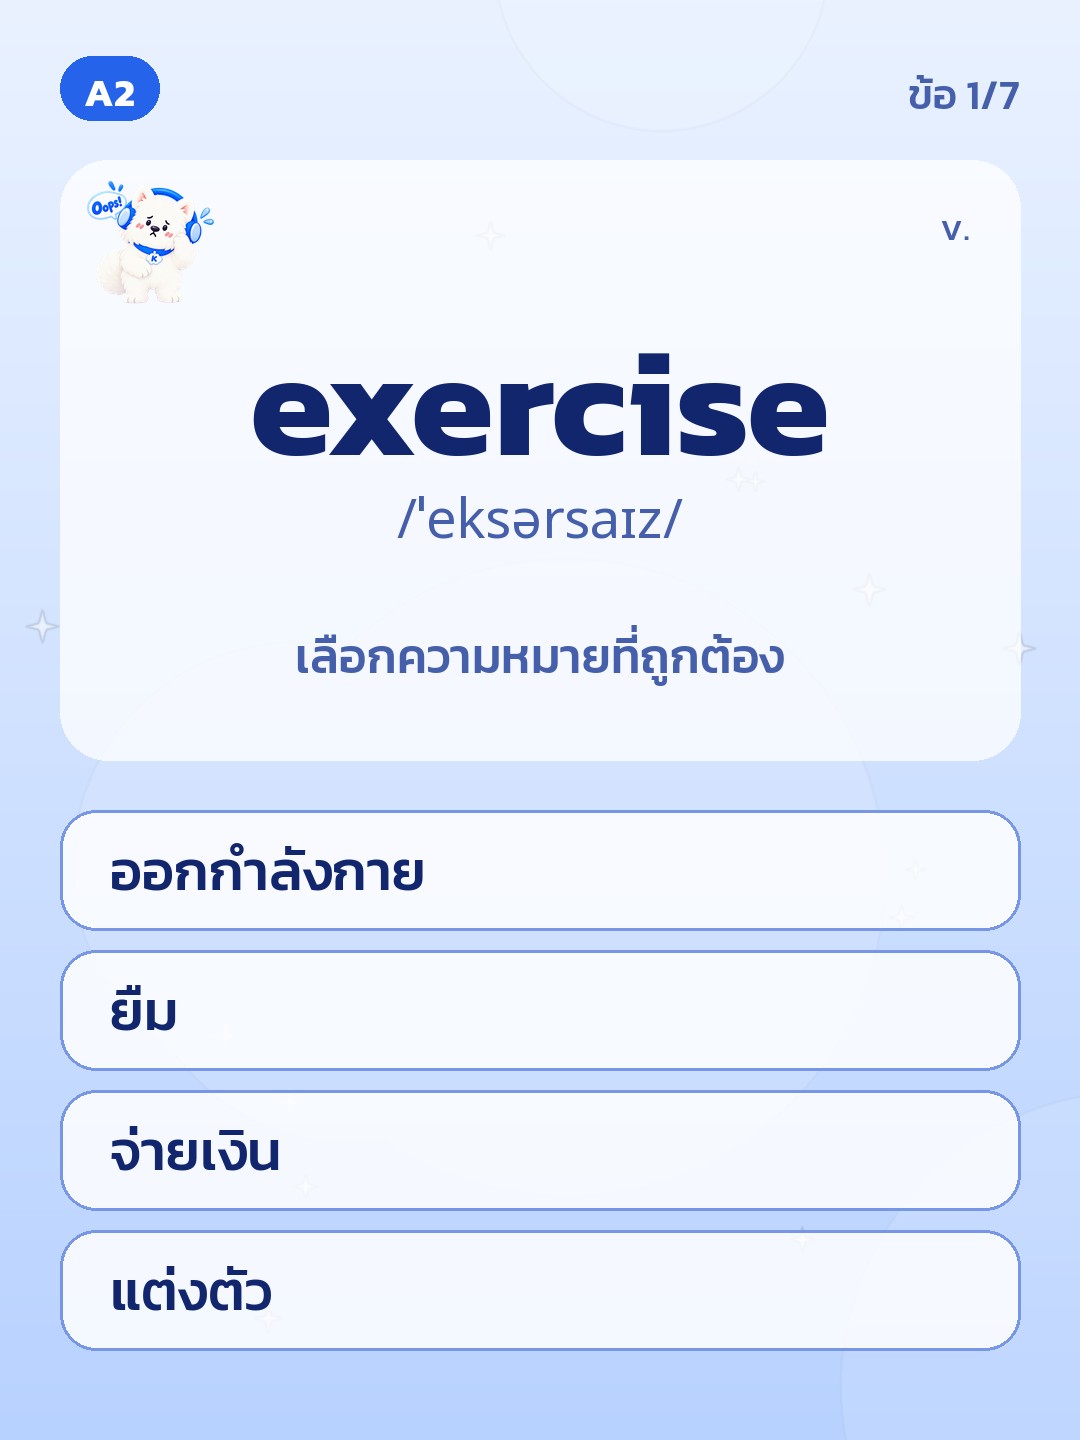 A2
ข้อ 1/7
Oops!
K
v.
exercise
/ˈeksərsaɪz/
เลือกความหมายที่ถูกต้อง
ออกกำลังกาย
ยืม
จ่ายเงิน
แต่งตัว